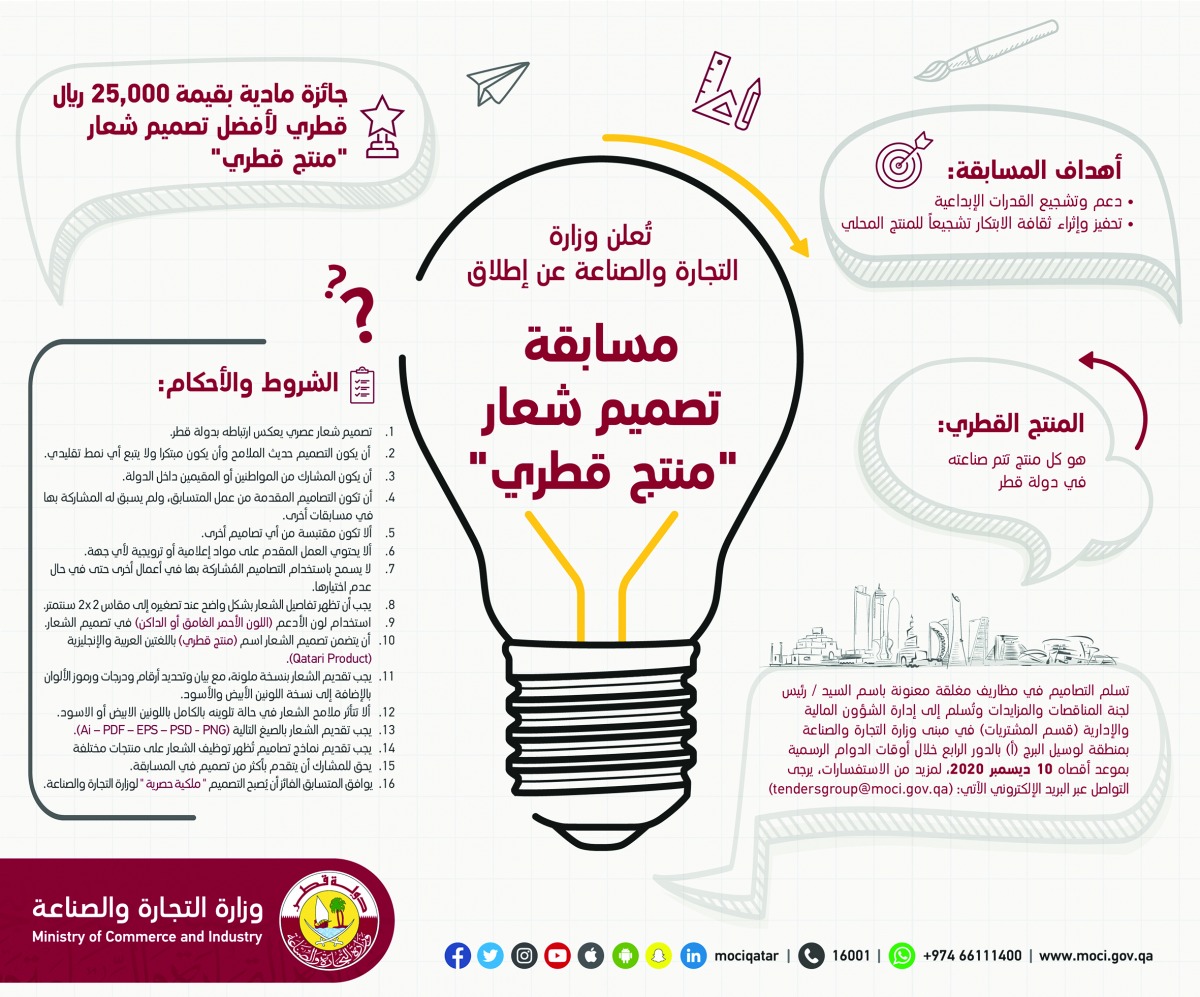 جائزة مادية بقيمة 25,000 ريال
قطري لأفضل تصميم شعار
"منتج قطري"
أهداف المسابقة:
• دعم وتشجيع القدرات الإبداعية
• تحفيز وإثراء ثقافة الابتكار تشجيعاً للمنتج المحلي
تُعلن وزارة
التجارة والصناعة عن إطلاق
مسابقة
تصميم شعار
"منتج قطري"
المنتج القطري:
هو كل منتج تتم صناعته
في دولة قطر
? ?
الشروط والأحكام:
1. تصميم شعار عصري يعكس ارتباطه بدولة قطر.
2. أن يكون التصميم حديث الملامح وأن يكون مبتكرا ولا يتبع أي نمط تقليدي.
3. أن يكون المشارك من المواطنين أو المقيمين داخل الدولة.
4. أن تكون التصاميم المقدمة من عمل المتسابق، ولم يسبق له المشاركة بها
في مسابقات أخرى.
5. ألا تكون مقتبسة من أي تصاميم أخرى.
6. ألا يحتوي العمل المقدم على مواد إعلامية أو ترويجية لأي جهة.
7. لا يسمح باستخدام التصاميم المُشاركة بها في أعمال أخرى حتى في حال
عدم اختيارها.
8. يجب أن تظهر تفاصيل الشعار بشكل واضح عند تصغيره إلى مقاس 2x2 سنتمتر.
9. استخدام لون الأدعم (اللون الأحمر الغامق أو الداكن) في تصميم الشعار.
10. أن يتضمن تصميم الشعار اسم (منتج قطري) باللغتين العربية والإنجليزية
(Qatari Product).
11. يجب تقديم الشعار بنسخة ملونة، مع بيان وتحديد أرقام ودرجات ورموز الألوان
بالإضافة إلى نسخة اللونين الأبيض والأسود.
12. ألا تتأثر ملامح الشعار في حالة تلوينه بالكامل باللونين الابيض أو الاسود.
13. يجب تقديم الشعار بالصيغ التالية (Ai – PDF – EPS – PSD - PNG).
14. يجب تقديم نماذج تصاميم تُظهر توظيف الشعار على منتجات مختلفة
15. يحق للمشارك أن يتقدم بأكثر من تصميم في المسابقة.
16. يوافق المتسابق الفائز أن يُصبح التصميم " ملكية حصرية " لوزارة التجارة والصناعة.
تسلم التصاميم في مظاريف مغلقة معنونة باسم السيد / رئيس
لجنة المناقصات والمزايدات وتُسلم إلى إدارة الشؤون المالية
والإدارية (قسم المشتريات) في مبنى وزارة التجارة والصناعة
بمنطقة لوسيل البرج (أ) بالدور الرابع خلال أوقات الدوام الرسمية
بموعد أقصاه 10 ديسمبر 2020، لمزيد من الاستفسارات، يرجى
التواصل عبر البريد الإلكتروني الآتي: (tendersgroup@moci.gov.qa)
وزارة التجارة والصناعة
Ministry of Commerce and Industry
دولة قطر
وزارة التجارة والصناعة
mociqatar | 16001 | +974 66111400 | www.moci.gov.qa